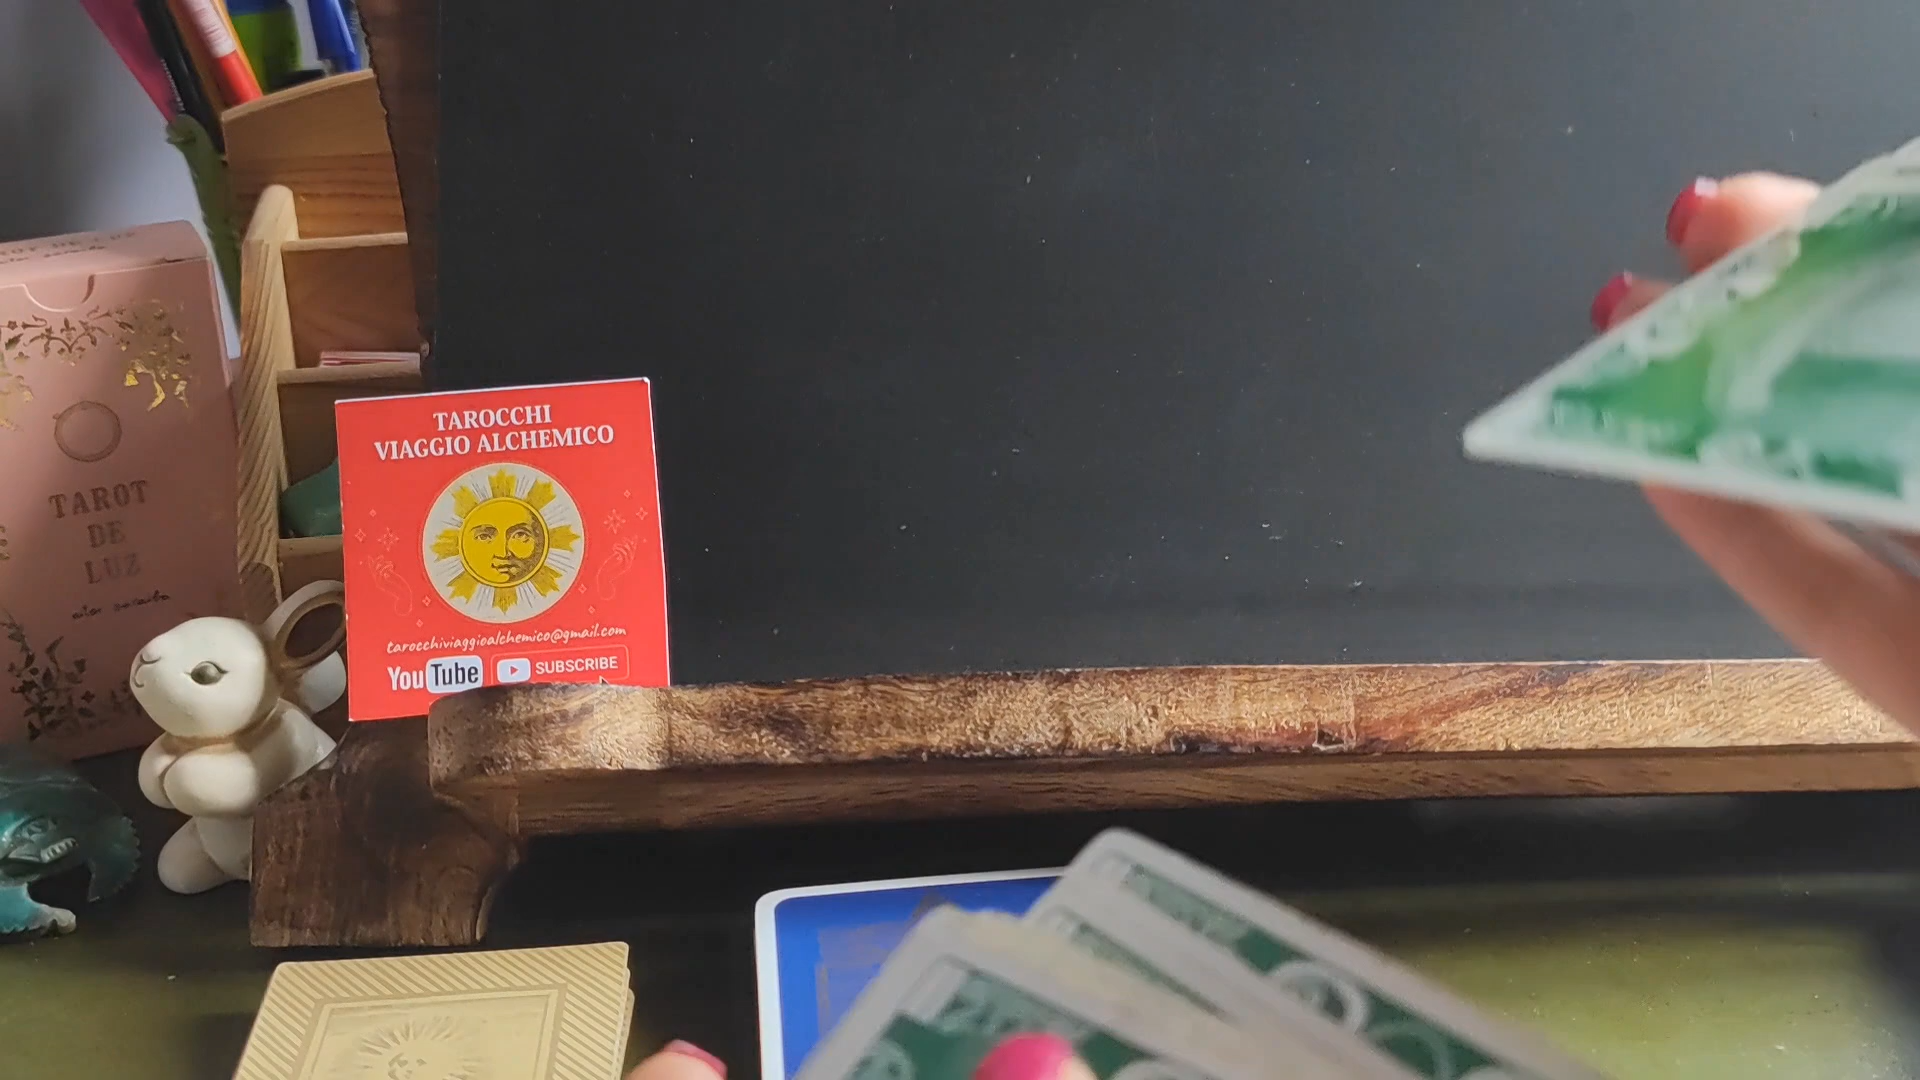 TAROCCHI
VIAGGIO ALCHEMICO
tarocchiviaggioalchemico@gmail.com
YouTube SUBSCRIBE
TAROT
DE
LUZ